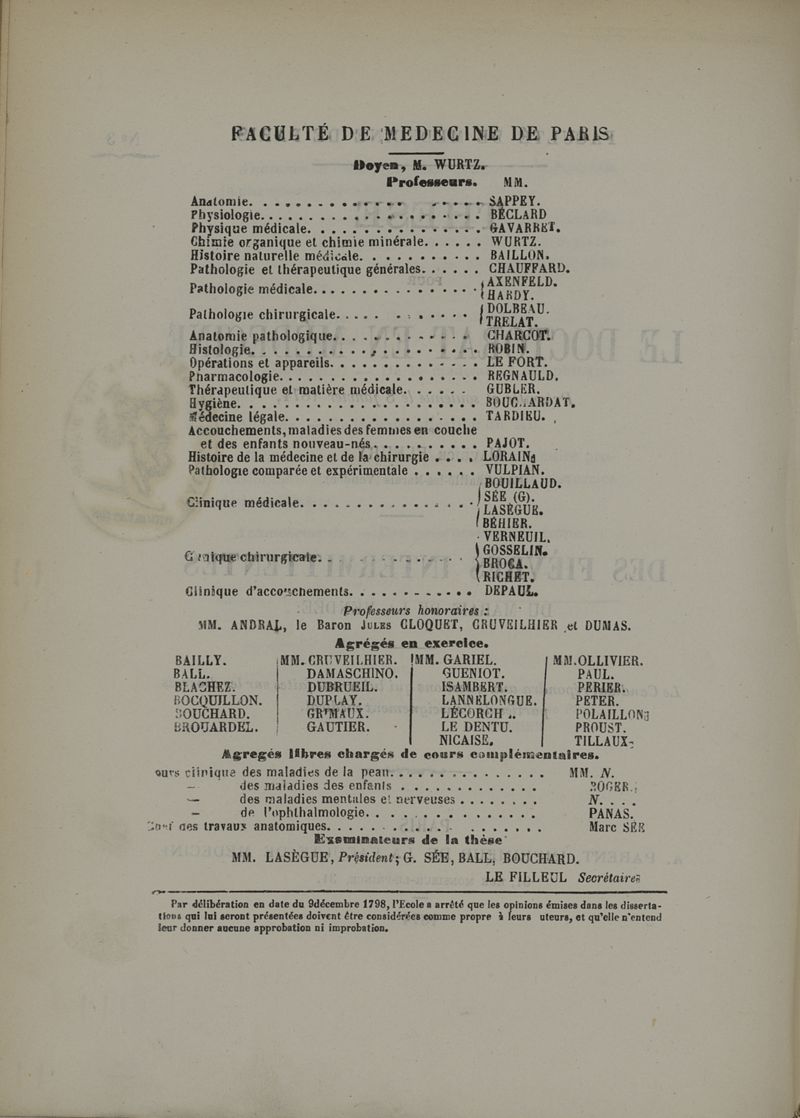 FACULTÉ DE MEDECINE DE PARIS
Doyen, M. WURTZ.
Professeurs. MM.
Anatomie. . . . . . . . . . . . . . . . . SAPPEY.
Physiologie. . . . . . . . . . . . . . . . . BÉCLARD
Physique médicale. . . . . . . . . . . . . . . GAVARRET.
Chimie organique et chimie minérale. . . . . . WURTZ.
Histoire naturelle médicale. . . . . . . . . . . BAILLON.
Pathologie et thérapeutique générales. . . . . . CHAUFFARD.
Pathologie médicale. . . . . . . . . . . . . . . { AXENFELD.
HARDY.
Pathologie chirurgicale. . . . . . . . . . . { DOLBEAU.
TRELAT.
Anatomie pathologique. . . . . . . . . . . CHARCOT.
Histologie. . . . . . . . . . . . . . . . . . ROBIN.
Opérations et appareils. . . . . . . . . . . . LE FORT.
Pharmacologie. . . . . . . . . . . . . . . . . REGNAULD.
Thérapeutique et matière médicale. . . . . . GUBLER.
Hygiène. . . . . . . . . . . . . . . . . . . BOUC.:ARDAT.
Médecine légale. . . . . . . . . . . . . . . . TARDIEU.
Accouchements, maladies des femmes en couche
et des enfants nouveau-nés. . . . . . . . . . PAJOT.
Histoire de la médecine et de la chirurgie . . . . LORAIN.
Pathologie comparée et expérimentale . . . . . . VULPIAN.
BOUILLAUD.
Clinique médicale. . . . . . . . . . . . . . . { SÉE (G).
LASÈGUE.
BÉHIER.
VERNEUIL.
Clinique chirurgicale. . . . . . . . . . . { GOSSELIN.
BROCA.
RICHET.
Clinique d'accouchements. . . . . . . . . . . DEPAUL.
Professeurs honoraires :
MM. ANDRAL, le Baron JULES CLOQUET, CRUVEILHIER et DUMAS.
Agrégés en exercice.
BAILLY. MM. CRUVEILHIER. MM. GARIEL. MM. OLLIVIER.
BALL. DAMASCHINO. GUENIOT. PAUL.
BLACHEZ. DUBRUEIL. ISAMBERT. PERIER.
BOCQUILLON. DUPLAY. LANNELONGUE. PETER.
BOUCHARD. GRIMAUX. LÉCORCH .. POLAILLON.
BROUARDEL. GAUTIER. LE DENTU. PROUST.
NICAISE. TILLAUX.
Agregés libres chargés de cours complémentaires.
ours clinique des maladies de la peau. . . . . . . . . . . . MM. N.
— des maladies des enfants . . . . . . . . . . . . ROGER.
— des maladies mentales et nerveuses . . . . . . . . N. . . .
— de l'ophthalmologie. . . . . . . . . . . . . . PANAS.
Chef des travaux anatomiques. . . . . . . . . . . . . . Marc SÉE
Examinateurs de la thèse
MM. LASÈGUE, Président; G. SÉE, BALL, BOUCHARD.
LE FILLEUL Secrétaire
Par délibération en date du 9 décembre 1798, l'Ecole a arrêté que les opinions émises dans les disserta-
tions qui lui seront présentées doivent être considérées comme propre à leurs uteurs, et qu'elle n'entend
leur donner aucune approbation ni improbation.